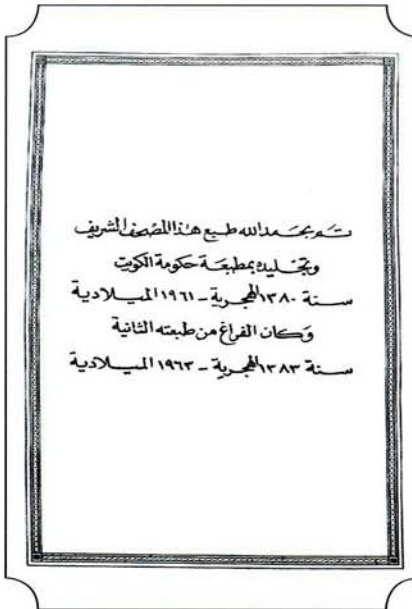 تم بحمد الله طبع هذا المصحف الشريف
وتجليده بمطبعة حكومة الكويت
سنة ١٣٨٠ الهجرية - ١٩٦١ الميلادية
وكان الفراغ من طبعته الثانية
سنة ١٣٨٣ الهجرية - ١٩٦٣ الميلادية